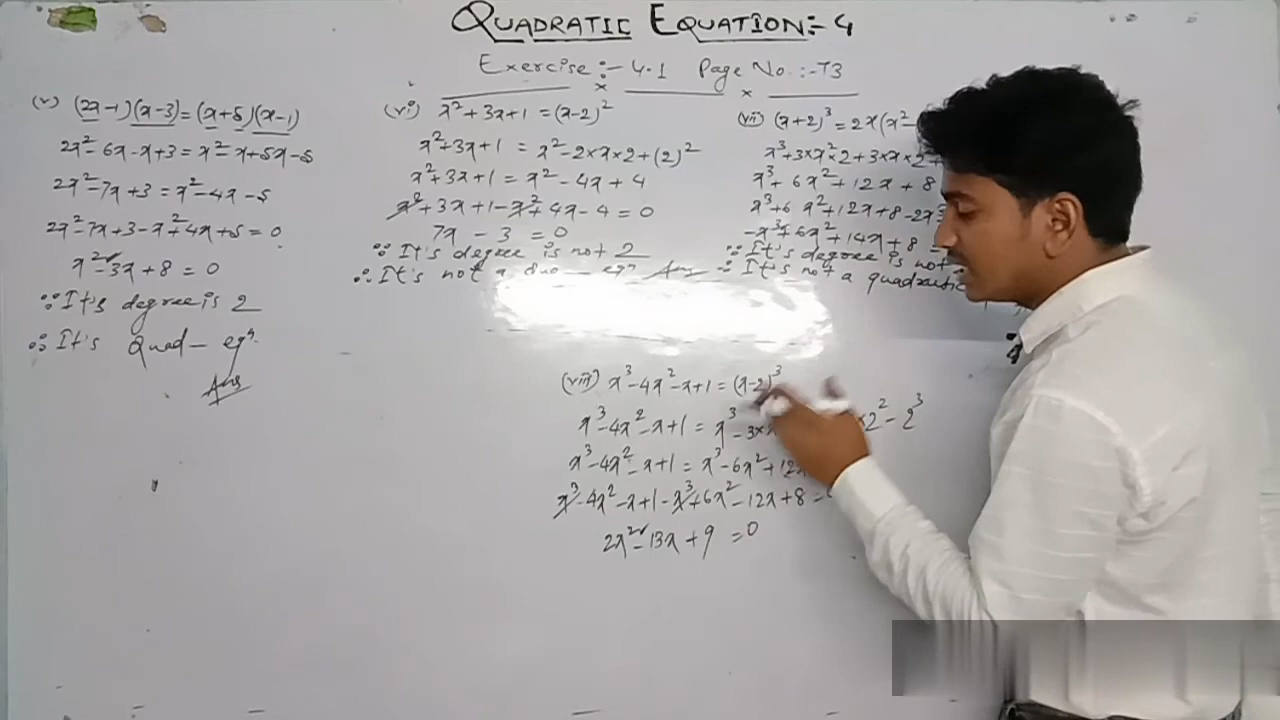 QUADRATIC EQUATION:- 4
Exercise:- 4.1 Page No.:- 73
(v) (2x-1)(x-3)=(x+5)(x-1)
2x²-6x-x+3=x²-x+5x-5
2x²-7x+3=x²-4x-5
2x²-7x+3-x²+4x+5=0
x²-3x+8=0
∵It's degree is 2
∴It's Quad- eqⁿ.
Ans
(vi) x²+3x+1=(x-2)²
x²+3x+1=x²-2×x×2+(2)²
x²+3x+1=x²-4x+4
x²+3x+1-x²+4x-4=0
7x-3=0
∵It's degree is not 2
∴It's not a Qua- eqⁿ Ans
(vii) (x+2)³=2x(x²-
x³+3×x²×2+3×x×2²+
x³+6x²+12x+8
x³+6x²+12x+8-2x³
-x³+6x²+14x+8=
∵It's degree is not
∴It's not a quadratic
(viii) x³-4x²-x+1=(x-2)³
x³-4x²-x+1=x³-3×x ×2²-2³
x³-4x²-x+1=x³-6x²+12x
x³-4x²-x+1-x³+6x²-12x+8=0
2x²-13x+9=0